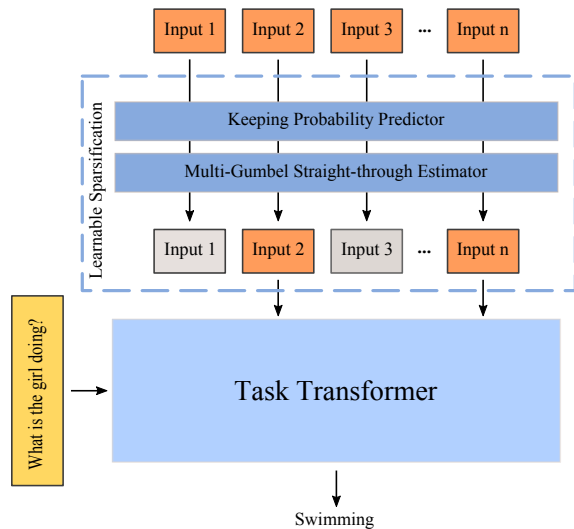 Input 1 Input 2 Input 3 ... Input n
Learnable Sparsification
Keeping Probability Predictor
Multi-Gumbel Straight-through Estimator
Input 1 Input 2 Input 3 ... Input n
What is the girl doing?
Task Transformer
Swimming